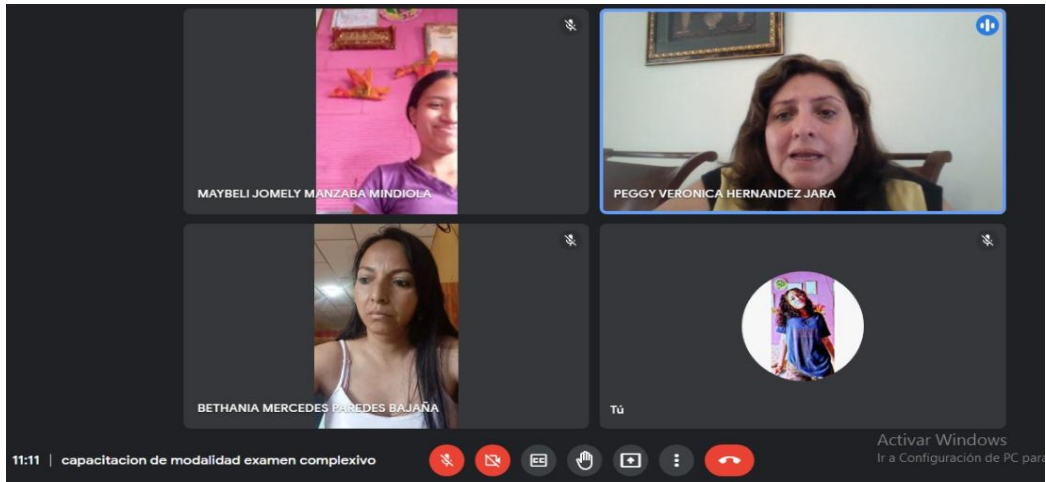 MAYBELI JOMELY MANZABA MINDIOLA
PEGGY VERONICA HERNANDEZ JARA
BETHANIA MERCEDES PAREDES BAJAÑA
Tú
Activar Windows
Ir a Configuración de PC para
11:11 | capacitacion de modalidad examen complexivo
CC